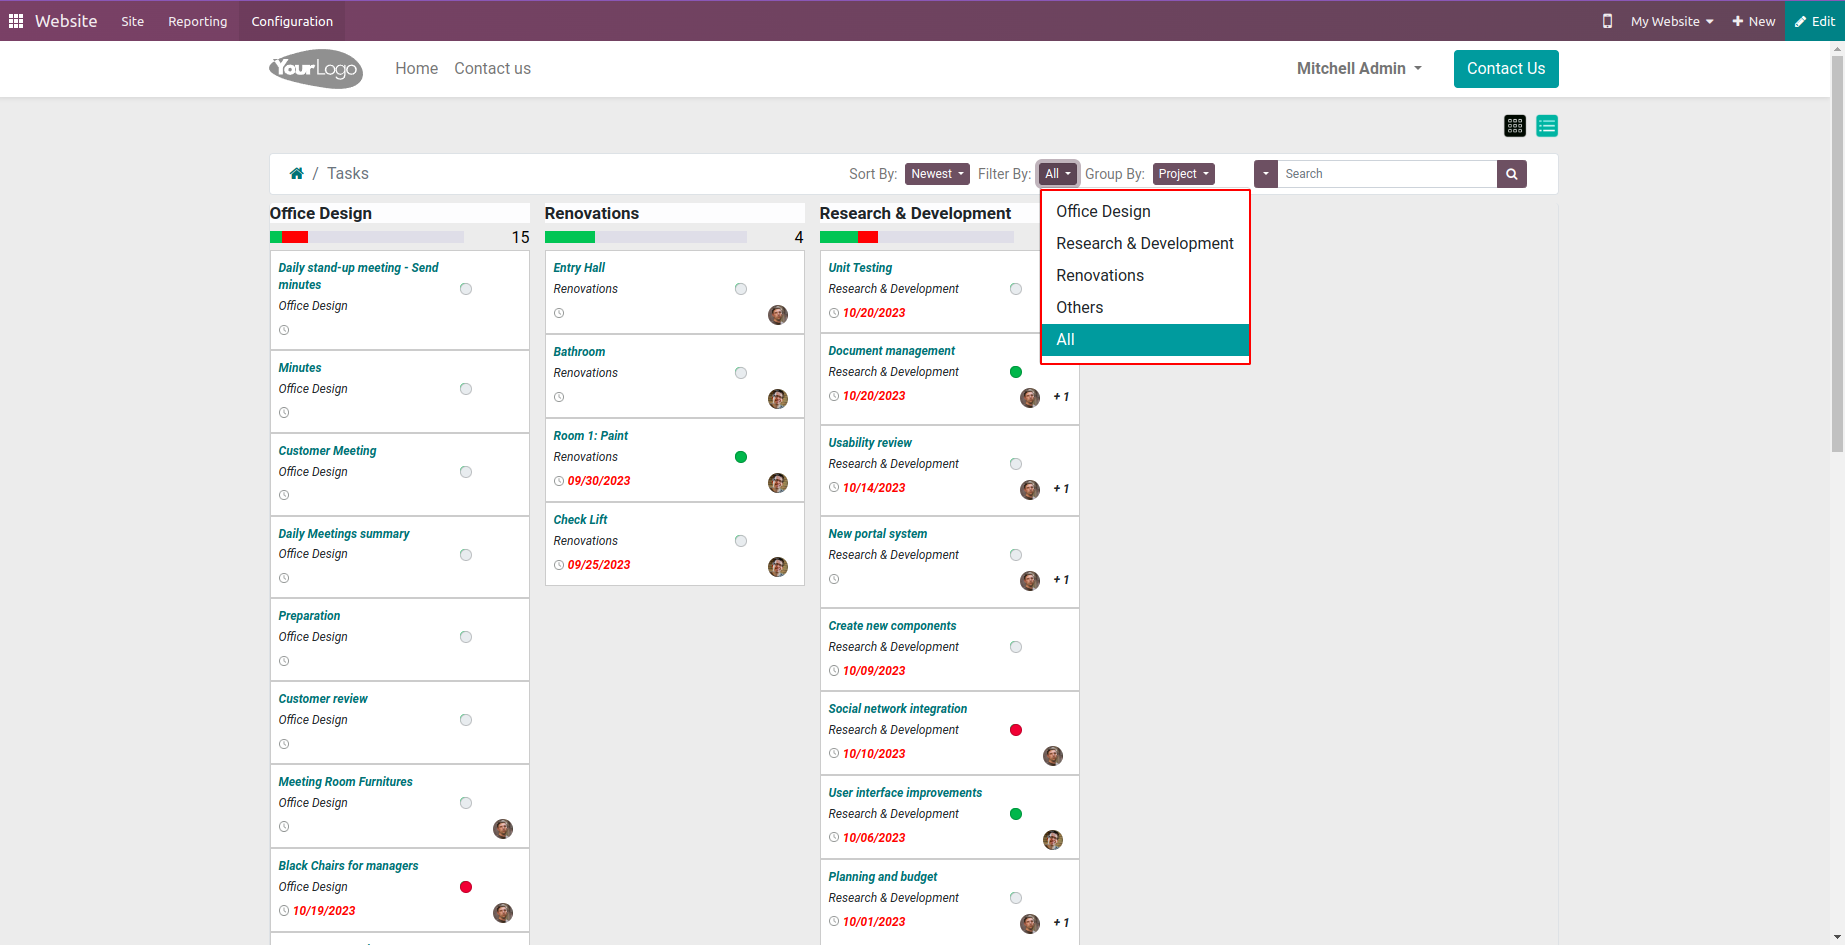 Website Site Reporting Configuration My Website New Edit
YourLogo Home Contact us Mitchell Admin Contact Us
/ Tasks Sort By: Newest Filter By: All Group By: Project Search
Office Design
Research & Development
Renovations
Others
All
Office Design
15
Daily stand-up meeting - Send
minutes
Office Design
Minutes
Office Design
Customer Meeting
Office Design
Daily Meetings summary
Office Design
Preparation
Office Design
Customer review
Office Design
Meeting Room Furnitures
Office Design
Black Chairs for managers
Office Design
10/19/2023
Renovations
4
Entry Hall
Renovations
Bathroom
Renovations
Room 1: Paint
Renovations
09/30/2023
Check Lift
Renovations
09/25/2023
Research & Development
Unit Testing
Research & Development
10/20/2023
Document management
Research & Development
10/20/2023 + 1
Usability review
Research & Development
10/14/2023 + 1
New portal system
Research & Development
+ 1
Create new components
Research & Development
10/09/2023
Social network integration
Research & Development
10/10/2023
User interface improvements
Research & Development
10/06/2023
Planning and budget
Research & Development
10/01/2023 + 1